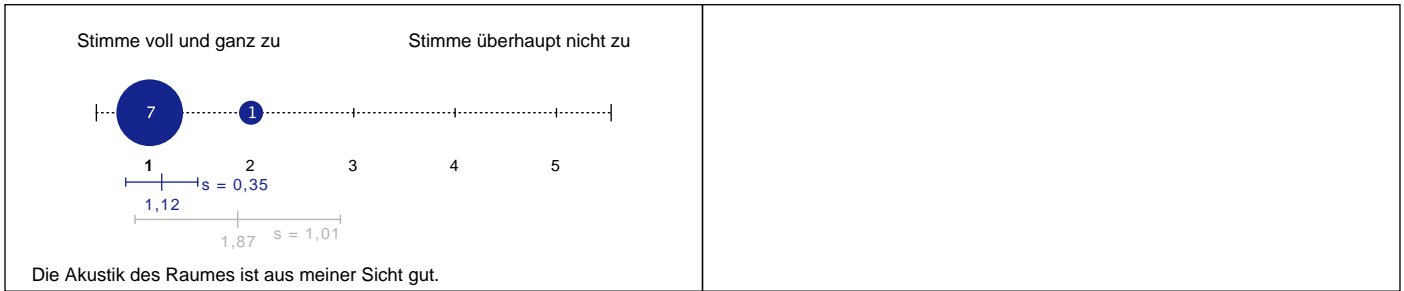 Stimme voll und ganz zu Stimme überhaupt nicht zu
7 1
1 2 3 4 5
s = 0,35
1,12
s = 1,01
1,87
Die Akustik des Raumes ist aus meiner Sicht gut.